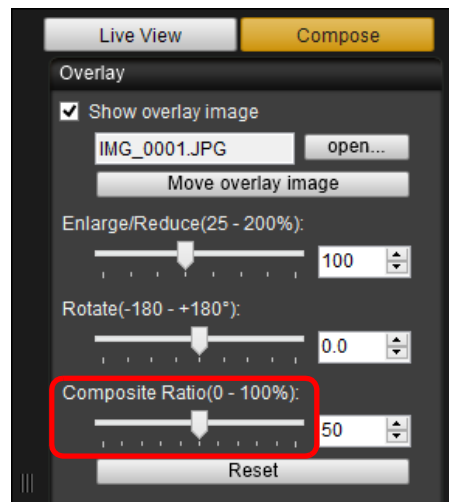 Live View Compose
Overlay
Show overlay image
IMG_0001.JPG open...
Move overlay image
Enlarge/Reduce(25 - 200%):
100
Rotate(-180 - +180°):
0.0
Composite Ratio(0 - 100%):
50
Reset